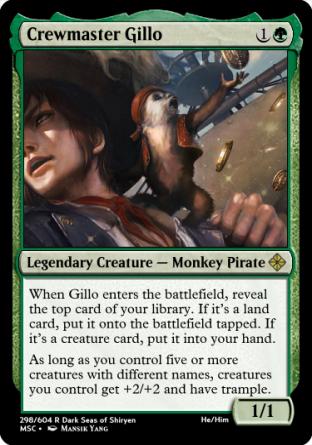 Crewmaster Gillo 1
Legendary Creature — Monkey Pirate
When Gillo enters the battlefield, reveal
the top card of your library. If it's a land
card, put it onto the battlefield tapped. If
it's a creature card, put it into your hand.
As long as you control five or more
creatures with different names, creatures
you control get +2/+2 and have trample.
1/1
298/604 R Dark Seas of Shiryen He/Him
MSC • Mansik Yang